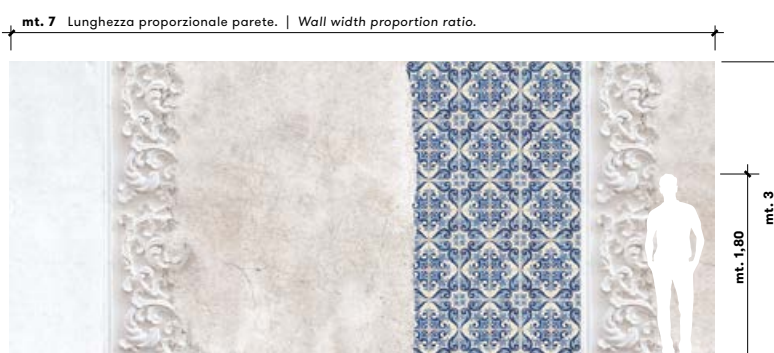 mt. 7 Lunghezza proporzionale parete. | Wall width proportion ratio.
mt. 1,80
mt. 3